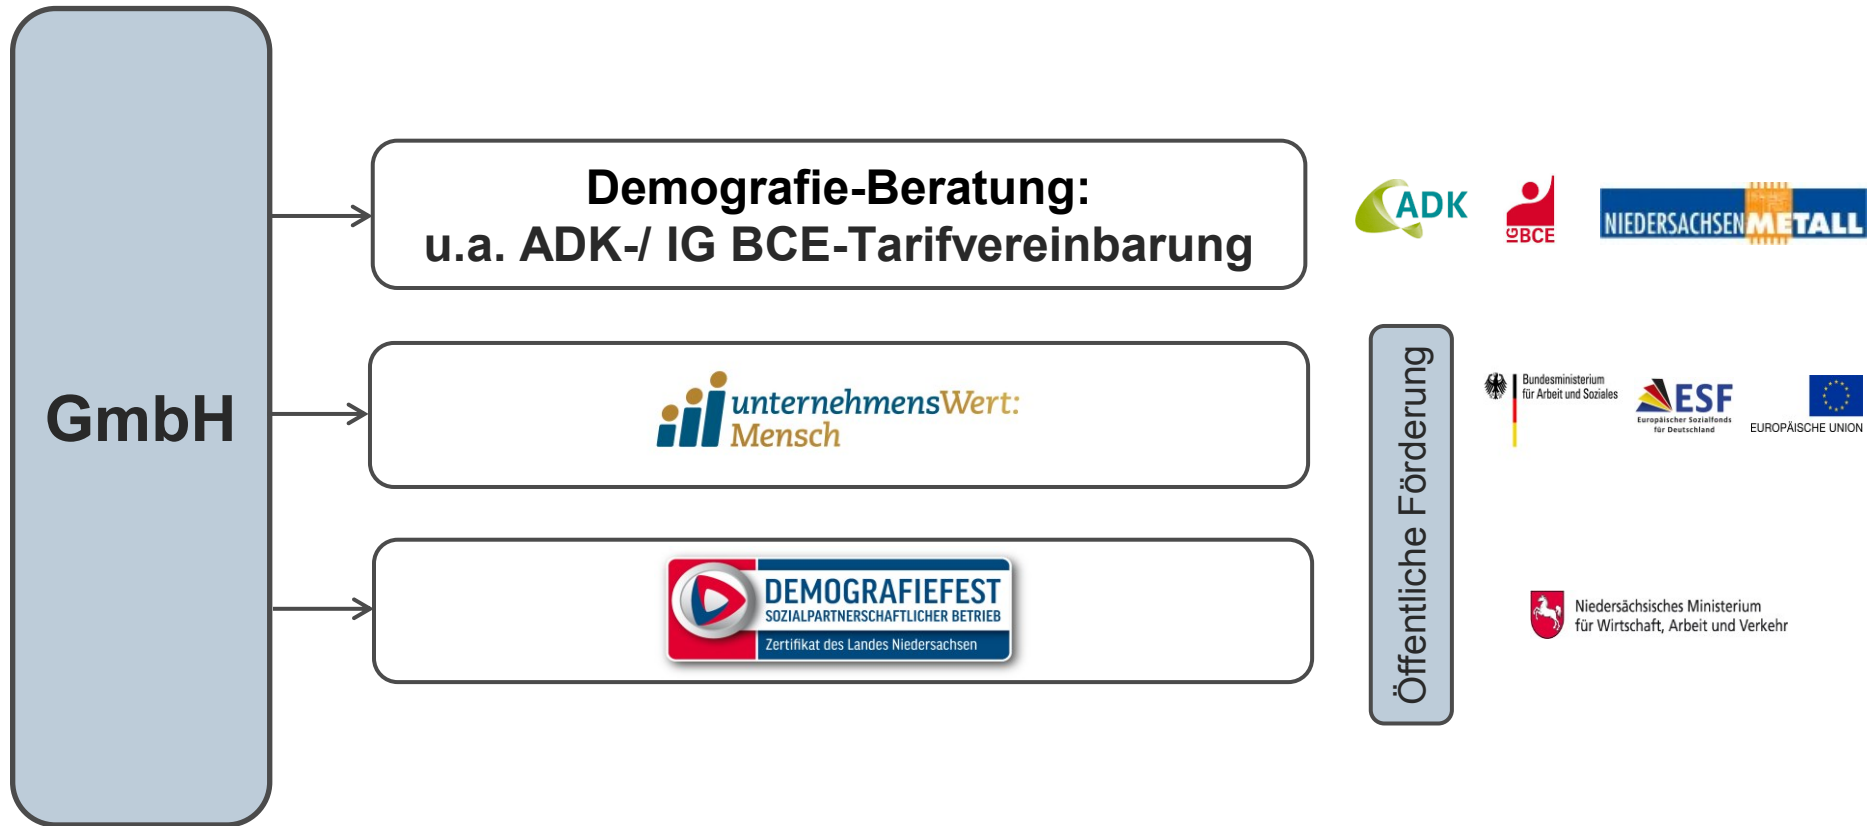 GmbH
Demografie-Beratung:
u.a. ADK-/ IG BCE-Tarifvereinbarung
ADK
IG BCE
NIEDERSACHSENMETALL
unternehmensWert:
Mensch
Öffentliche Förderung
Bundesministerium
für Arbeit und Soziales
ESF
Europäischer Sozialfonds
für Deutschland
EUROPÄISCHE UNION
DEMOGRAFIEFEST
SOZIALPARTNERSCHAFTLICHER BETRIEB
Zertifikat des Landes Niedersachsen
Niedersächsisches Ministerium
für Wirtschaft, Arbeit und Verkehr